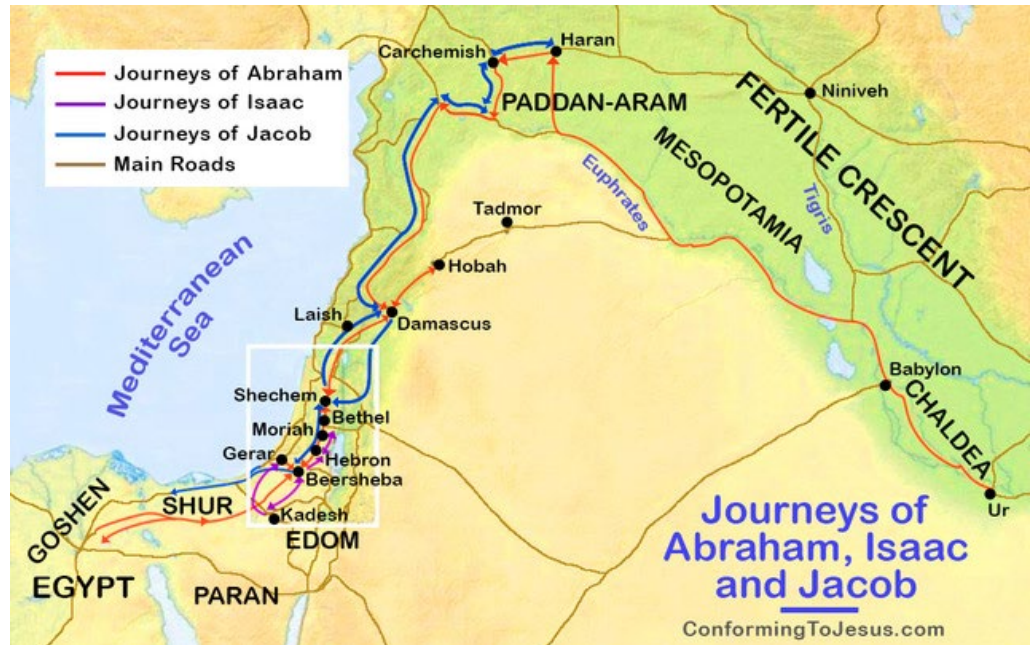 Journeys of Abraham
Journeys of Isaac
Journeys of Jacob
Main Roads
Carchemish
Haran
PADDAN-ARAM
Niniveh
FERTILE CRESCENT
MESOPOTAMIA
Euphrates
Tigris
Tadmor
Hobah
Mediterranean
Sea
Laish
Damascus
Shechem
Bethel
Moriah
Gerar
Hebron
Beersheba
Babylon
CHALDEA
Ur
GOSHEN
SHUR
Kadesh
EDOM
EGYPT
PARAN
Journeys of
Abraham, Isaac
and Jacob
ConformingToJesus.com